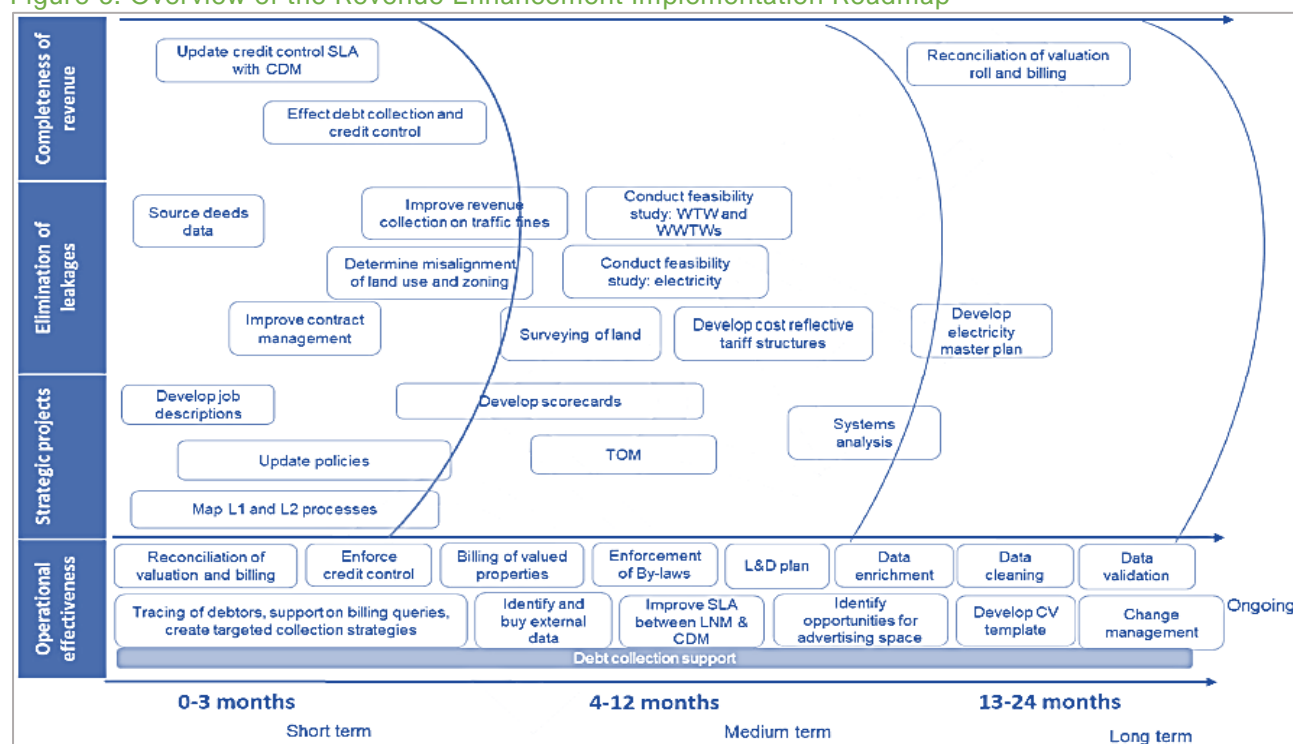 Figure 3: Overview of the Revenue Enhancement Implementation Roadmap
Completeness of
revenue
Update credit control SLA
with CDM
Effect debt collection and
credit control
Reconciliation of valuation
roll and billing
Elimination of
leakages
Source deeds
data
Improve revenue
collection on traffic fines
Conduct feasibility
study: WTW and
WWTWs
Determine misalignment
of land use and zoning
Conduct feasibility
study: electricity
Improve contract
management
Surveying of land
Develop cost reflective
tariff structures
Develop
electricity
master plan
Strategic projects
Develop job
descriptions
Develop scorecards
Systems
analysis
Update policies
TOM
Map L1 and L2 processes
Operational
effectiveness
Reconciliation of
valuation and billing
Enforce
credit control
Billing of valued
properties
Enforcement
of By-laws
L&D plan
Data
enrichment
Data
cleaning
Data
validation
Tracing of debtors, support on billing queries,
create targeted collection strategies
Identify and
buy external
data
Improve SLA
between LNM &
CDM
Identify
opportunities for
advertising space
Develop CV
template
Change
management
Ongoing
Debt collection support
0-3 months
4-12 months
13-24 months
Short term
Medium term
Long term